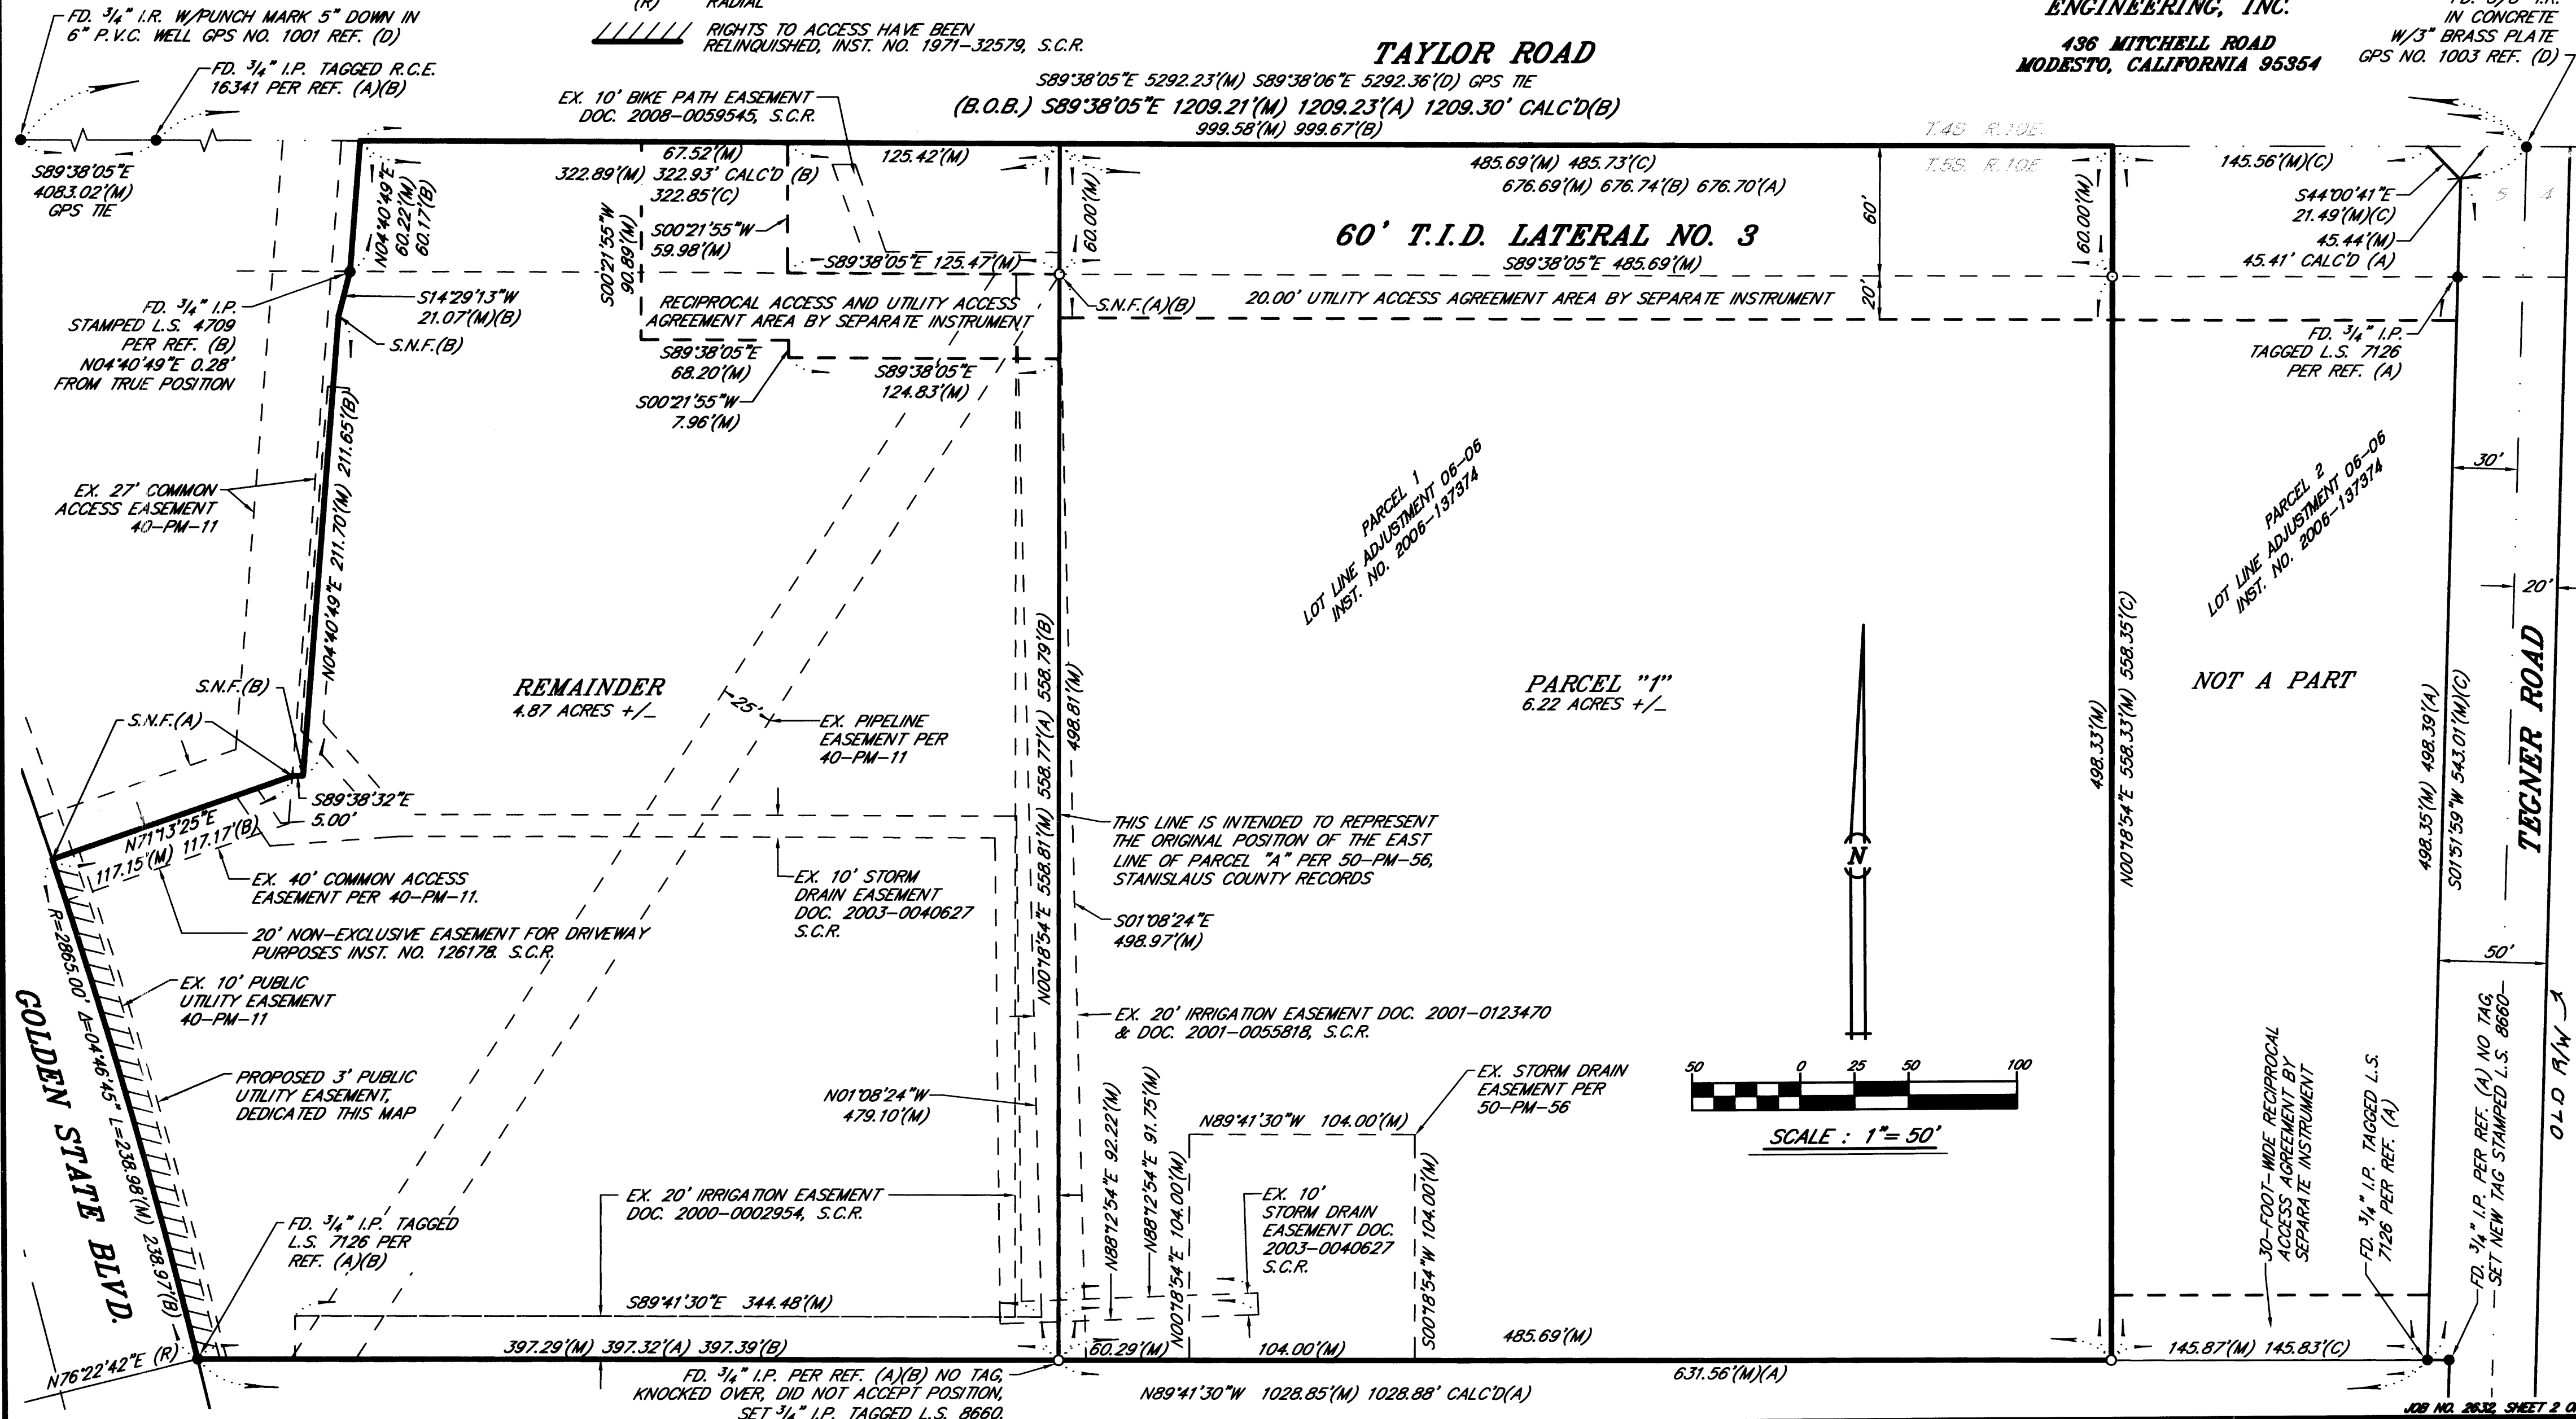 FD. 3/4" I.R. W/PUNCH MARK 5" DOWN IN
6" P.V.C. WELL GPS NO. 1001 REF. (D)
FD. 3/4" I.P. TAGGED R.C.E.
16341 PER REF. (A)(B)
(R) RADIAL
RIGHTS TO ACCESS HAVE BEEN
RELINQUISHED, INST. NO. 1971-32579, S.C.R.
ENGINEERING, INC.
436 MITCHELL ROAD
MODESTO, CALIFORNIA 95354
IN CONCRETE
W/3" BRASS PLATE
GPS NO. 1003 REF. (D)
TAYLOR ROAD
S89°38'05"E 5292.23'(M) S89°38'06"E 5292.36'(D) GPS TIE
(B.O.B.) S89°38'05"E 1209.21'(M) 1209.23'(A) 1209.30' CALC'D(B)
999.58'(M) 999.67'(B)
EX. 10' BIKE PATH EASEMENT
DOC. 2008-0059545, S.C.R.
T.4S. R.10E.
T.5S. R.10E.
S89°38'05"E
4083.02'(M)
GPS TIE
N04°40'49"E
60.22'(M)
60.17'(B)
67.52'(M)
322.89'(M) 322.93' CALC'D (B)
322.85'(C)
125.42'(M)
S00°21'55"W
90.89'(M)
S00°21'55"W
59.98'(M)
S89°38'05"E 125.47'(M)
60.00'(M)
485.69'(M) 485.73'(C)
676.69'(M) 676.74'(B) 676.70'(A)
60' T.I.D. LATERAL NO. 3
S89°38'05"E 485.69'(M)
60'
20'
60.00'(M)
145.56'(M)(C)
S44°00'41"E
21.49'(M)(C)
45.44'(M)
45.41' CALC'D (A)
5
4
FD. 3/4" I.P.
STAMPED L.S. 4709
PER REF. (B)
N04°40'49"E 0.28'
FROM TRUE POSITION
S14°29'13"W
21.07'(M)(B)
S.N.F.(B)
RECIPROCAL ACCESS AND UTILITY ACCESS
AGREEMENT AREA BY SEPARATE INSTRUMENT
S89°38'05"E
68.20'(M)
S00°21'55"W
7.96'(M)
S89°38'05"E
124.83'(M)
S.N.F.(A)(B)
20.00' UTILITY ACCESS AGREEMENT AREA BY SEPARATE INSTRUMENT
FD. 3/4" I.P.
TAGGED L.S. 7126
PER REF. (A)
EX. 27' COMMON
ACCESS EASEMENT
40-PM-11
N04°40'49"E 211.70'(M) 211.65'(B)
PARCEL 1
LOT LINE ADJUSTMENT 06-06
INST. NO. 2006-137374
PARCEL 2
LOT LINE ADJUSTMENT 06-06
INST. NO. 2006-137374
30'
20'
TEGNER ROAD
50'
OLD R/W
S.N.F.(B)
S.N.F.(A)
REMAINDER
4.87 ACRES +/_
25'
EX. PIPELINE
EASEMENT PER
40-PM-11
N00°18'54"E 558.81'(M) 558.77'(A) 558.79'(B)
498.81'(M)
PARCEL "1"
6.22 ACRES +/_
498.33'(M)
N00°18'54"E 558.33'(M) 558.35'(C)
NOT A PART
498.35'(M) 498.39'(A)
S01°51'59"W 543.01'(M)(C)
S89°38'32"E
5.00'
N71°13'25"E
117.15'(M) 117.17'(B)
EX. 40' COMMON ACCESS
EASEMENT PER 40-PM-11.
20' NON-EXCLUSIVE EASEMENT FOR DRIVEWAY
PURPOSES INST. NO. 126178. S.C.R.
EX. 10' STORM
DRAIN EASEMENT
DOC. 2003-0040627
S.C.R.
THIS LINE IS INTENDED TO REPRESENT
THE ORIGINAL POSITION OF THE EAST
LINE OF PARCEL "A" PER 50-PM-56,
STANISLAUS COUNTY RECORDS
S01°08'24"E
498.97'(M)
N
EX. 10' PUBLIC
UTILITY EASEMENT
40-PM-11
GOLDEN STATE BLVD.
R=2865.00' Δ=04°46'45" L=238.98'(M) 238.97'(B)
PROPOSED 3' PUBLIC
UTILITY EASEMENT,
DEDICATED THIS MAP
EX. 20' IRRIGATION EASEMENT DOC. 2001-0123470
& DOC. 2001-0055818, S.C.R.
N01°08'24"W
479.10'(M)
N88°12'54"E 92.22'(M)
N88°12'54"E 91.75'(M)
N00°18'54"E 104.00'(M)
N89°41'30"W 104.00'(M)
EX. STORM DRAIN
EASEMENT PER
50-PM-56
S00°18'54"W 104.00'(M)
50 0 25 50 100
SCALE : 1"= 50'
EX. 20' IRRIGATION EASEMENT
DOC. 2000-0002954, S.C.R.
EX. 10'
STORM DRAIN
EASEMENT DOC.
2003-0040627
S.C.R.
30-FOOT-WIDE RECIPROCAL
ACCESS AGREEMENT BY
SEPARATE INSTRUMENT
FD. 3/4" I.P. TAGGED L.S.
7126 PER REF. (A)
FD. 3/4" I.P. PER REF. (A) NO TAG,
SET NEW TAG STAMPED L.S. 8660
FD. 3/4" I.P. TAGGED
L.S. 7126 PER
REF. (A)(B)
S89°41'30"E 344.48'(M)
397.29'(M) 397.32'(A) 397.39'(B)
60.29'(M)
104.00'(M)
485.69'(M)
145.87'(M) 145.83'(C)
N76°22'42"E (R)
FD. 3/4" I.P. PER REF. (A)(B) NO TAG,
KNOCKED OVER, DID NOT ACCEPT POSITION,
SET 3/4" I.P. TAGGED L.S. 8660.
N89°41'30"W 1028.85'(M) 1028.88' CALC'D(A)
631.56'(M)(A)
JOB NO. 2632, SHEET 2